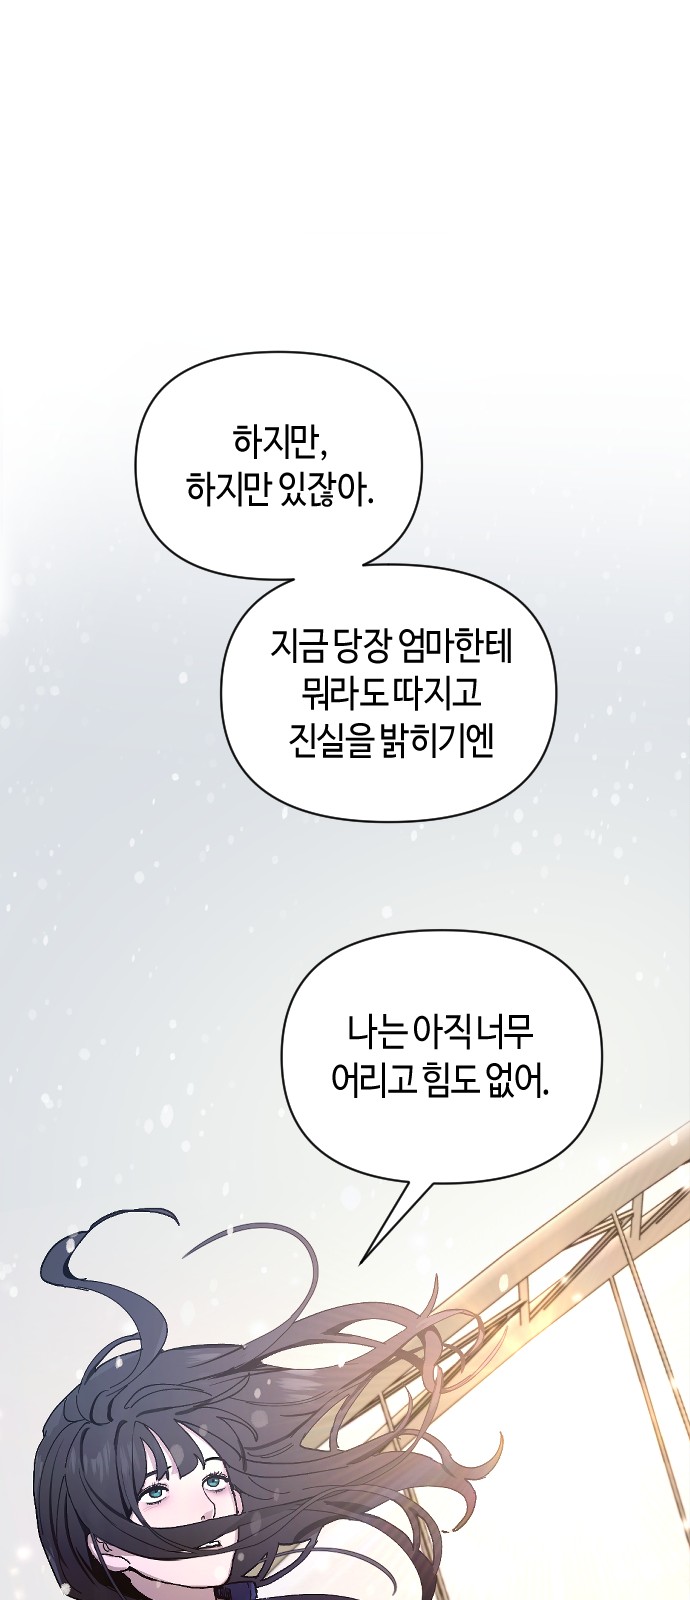 하지만,
하지만 있잖아.
지금 당장 엄마한테
뭐라도 따지고
진실을 밝히기엔
나는 아직 너무
어리고 힘도 없어.